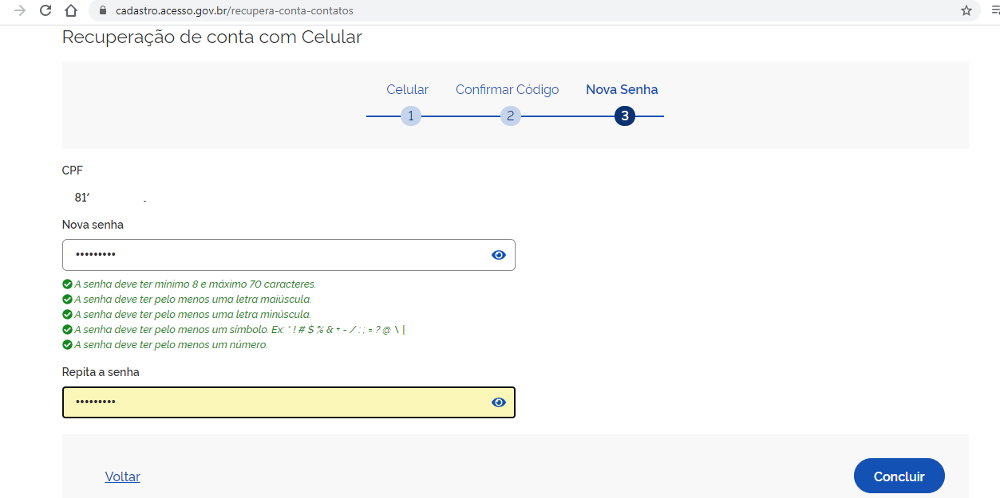 cadastro.acesso.gov.br/recupera-conta-contatos
Recuperação de conta com Celular
Celular Confirmar Código Nova Senha
1 2 3
CPF
81
Nova senha
•••••••••
A senha deve ter mínimo 8 e máximo 70 caracteres.
A senha deve ter pelo menos uma letra maiúscula.
A senha deve ter pelo menos uma letra minúscula.
A senha deve ter pelo menos um símbolo. Ex: * ! # $ % & + - / : ; = ? @ \ |
A senha deve ter pelo menos um número.
Repita a senha
•••••••••
Voltar
Concluir